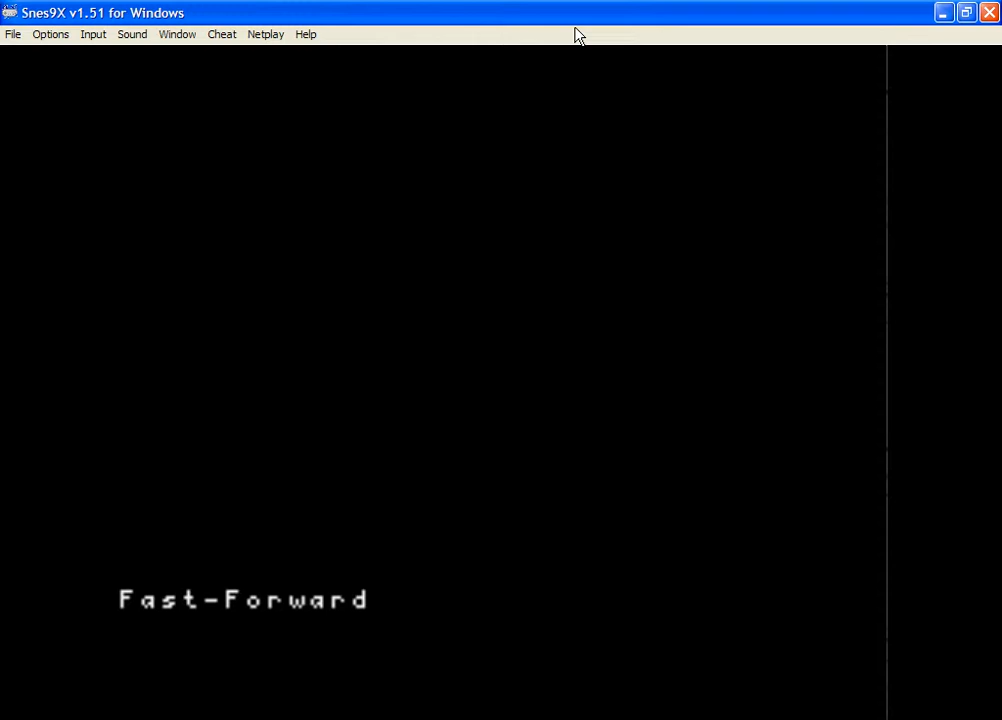 Snes9X v1.51 for Windows
File Options Input Sound Window Cheat Netplay Help
Fast-Forward